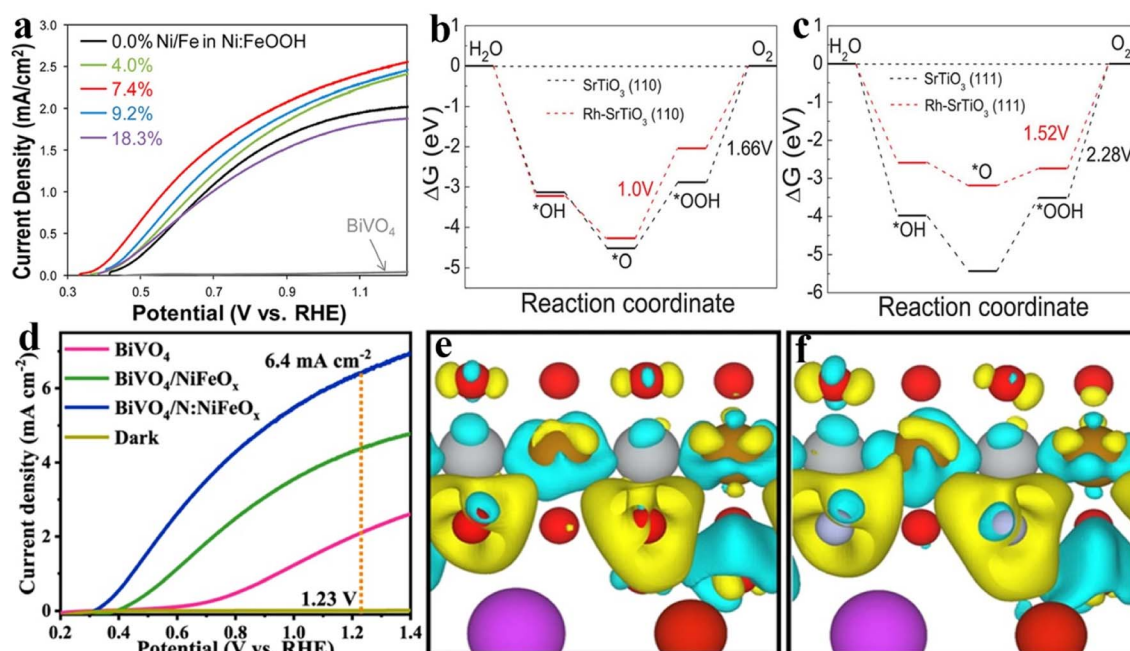 a
Current Density (mA/cm²)
3.0
2.5
2.0
1.5
1.0
0.5
0.0
0.0% Ni/Fe in Ni:FeOOH
4.0%
7.4%
9.2%
18.3%
BiVO₄
0.3 0.5 0.7 0.9 1.1
Potential (V vs. RHE)
b
ΔG (eV)
1
0
-1
-2
-3
-4
-5
H₂O
O₂
SrTiO₃ (110)
Rh-SrTiO₃ (110)
1.66V
1.0V
*OH
*OOH
*O
Reaction coordinate
c
ΔG (eV)
1
0
-1
-2
-3
-4
-5
-6
H₂O
O₂
SrTiO₃ (111)
Rh-SrTiO₃ (111)
1.52V
2.28V
*O
*OH
*OOH
Reaction coordinate
d
Current density (mA cm⁻²)
6
4
2
0
BiVO₄
BiVO₄/NiFeOₓ
BiVO₄/N:NiFeOₓ
Dark
6.4 mA cm⁻²
1.23 V
0.2 0.4 0.6 0.8 1.0 1.2 1.4
Potential (V vs. RHE)
e
f